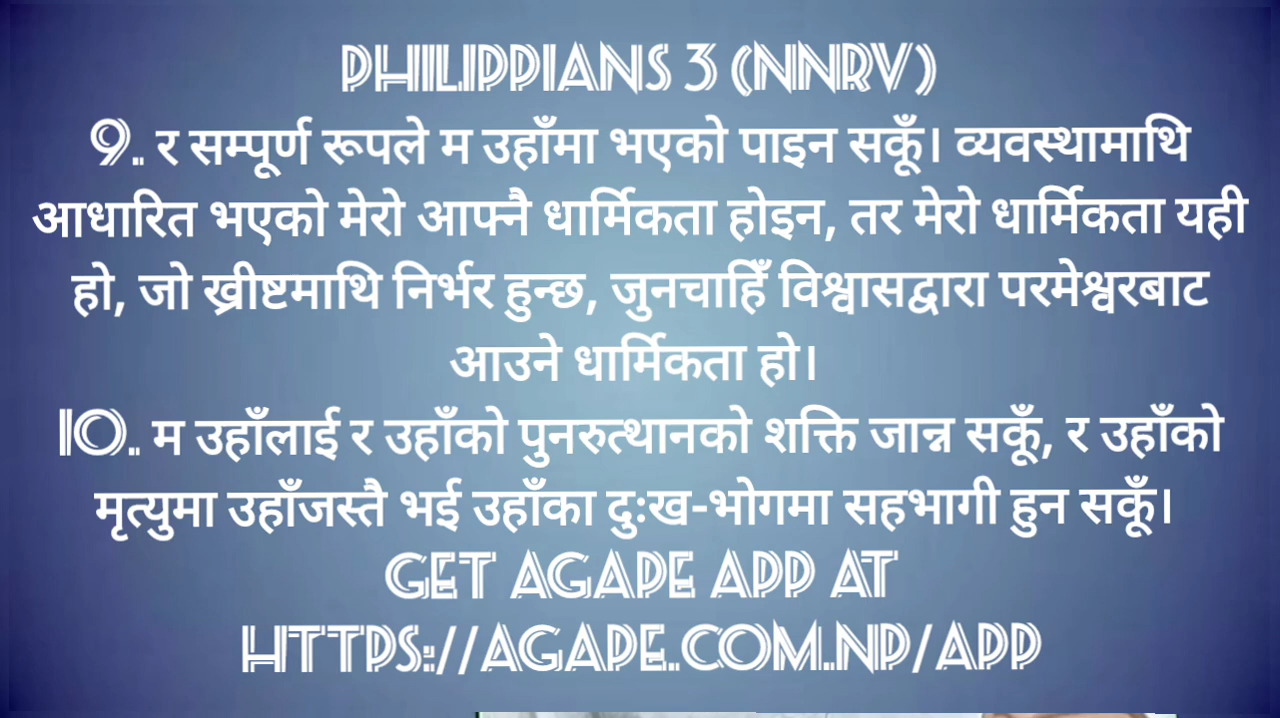 PHILIPPIANS 3 (NNRV)
9.. र सम्पूर्ण रूपले म उहाँमा भएको पाइन सकूँ। व्यवस्थामाथि
आधारित भएको मेरो आफ्नै धार्मिकता होइन, तर मेरो धार्मिकता यही
हो, जो ख्रीष्टमाथि निर्भर हुन्छ, जुनचाहिँ विश्वासद्वारा परमेश्वरबाट
आउने धार्मिकता हो।
10.. म उहाँलाई र उहाँको पुनरुत्थानको शक्ति जान्न सकूँ, र उहाँको
मृत्युमा उहाँजस्तै भई उहाँका दुःख-भोगमा सहभागी हुन सकूँ।
GET AGAPE APP AT
HTTPS://AGAPE.COM.NP/APP